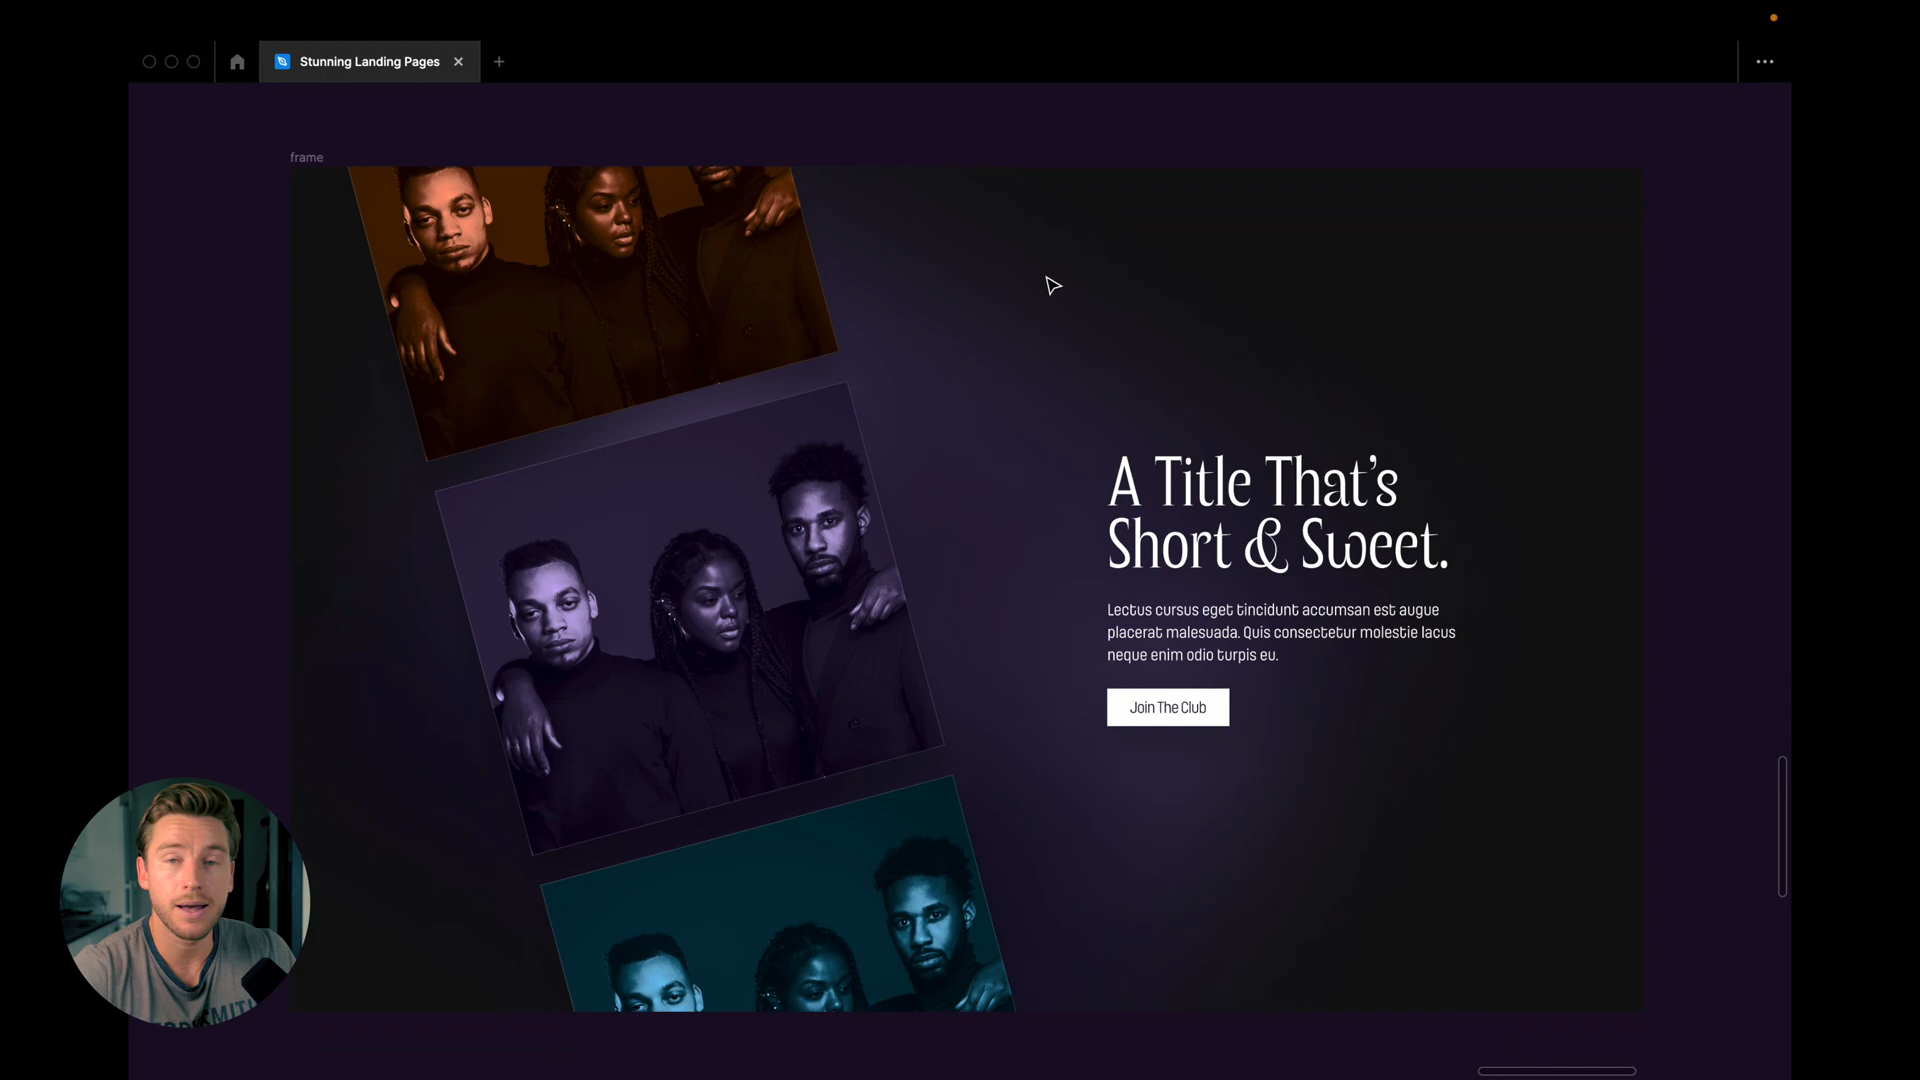 Stunning Landing Pages
frame
A Title That's
Short & Sweet.
Lectus cursus eget tincidunt accumsan est augue
placerat malesuada. Quis consectetur molestie lacus
neque enim odio turpis eu.
Join The Club